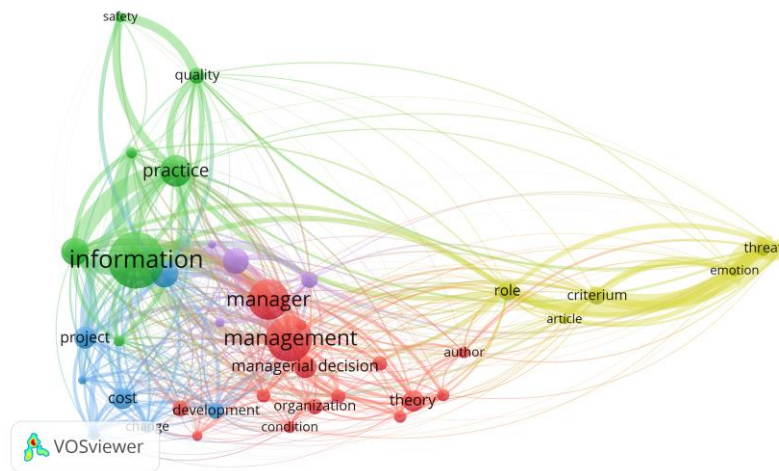 safety
quality
practice
information
manager
management
managerial decision
project
cost
development
change
organization
condition
theory
author
role
criterium
article
emotion
threat
VOSviewer